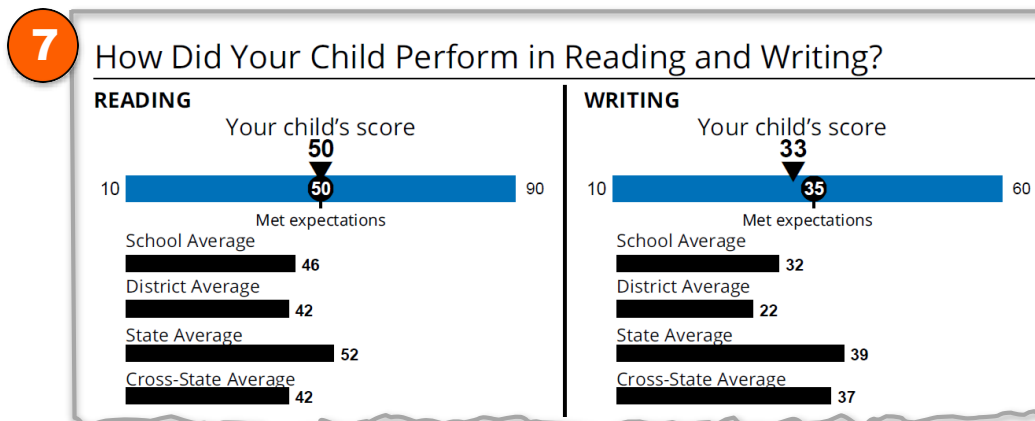 7
How Did Your Child Perform in Reading and Writing?
READING
Your child's score
50
10 50 90
Met expectations
School Average
46
District Average
42
State Average
52
Cross-State Average
42
WRITING
Your child's score
33
10 35 60
Met expectations
School Average
32
District Average
22
State Average
39
Cross-State Average
37